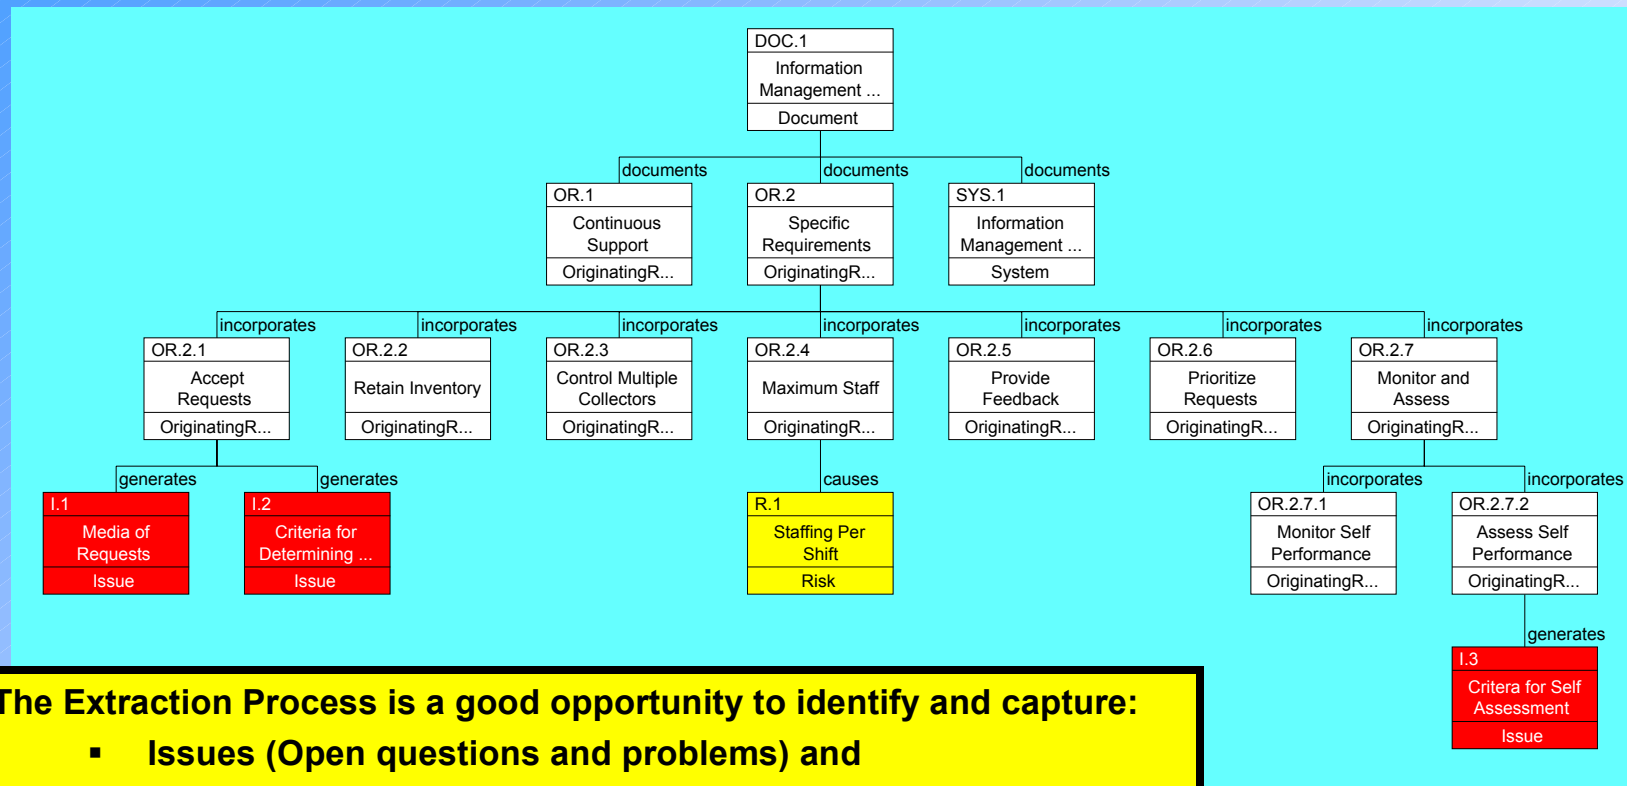 DOC.1
Information
Management ...
Document
documents
documents
documents
OR.1
Continuous
Support
OriginatingR...
OR.2
Specific
Requirements
OriginatingR...
SYS.1
Information
Management ...
System
incorporates
incorporates
incorporates
incorporates
incorporates
incorporates
incorporates
OR.2.1
Accept
Requests
OriginatingR...
OR.2.2
Retain Inventory
OriginatingR...
OR.2.3
Control Multiple
Collectors
OriginatingR...
OR.2.4
Maximum Staff
OriginatingR...
OR.2.5
Provide
Feedback
OriginatingR...
OR.2.6
Prioritize
Requests
OriginatingR...
OR.2.7
Monitor and
Assess
OriginatingR...
generates
generates
causes
incorporates
incorporates
I.1
Media of
Requests
Issue
I.2
Criteria for
Determining ...
Issue
R.1
Staffing Per
Shift
Risk
OR.2.7.1
Monitor Self
Performance
OriginatingR...
OR.2.7.2
Assess Self
Performance
OriginatingR...
generates
I.3
Critera for Self
Assessment
Issue
The Extraction Process is a good opportunity to identify and capture:
▪ Issues (Open questions and problems) and